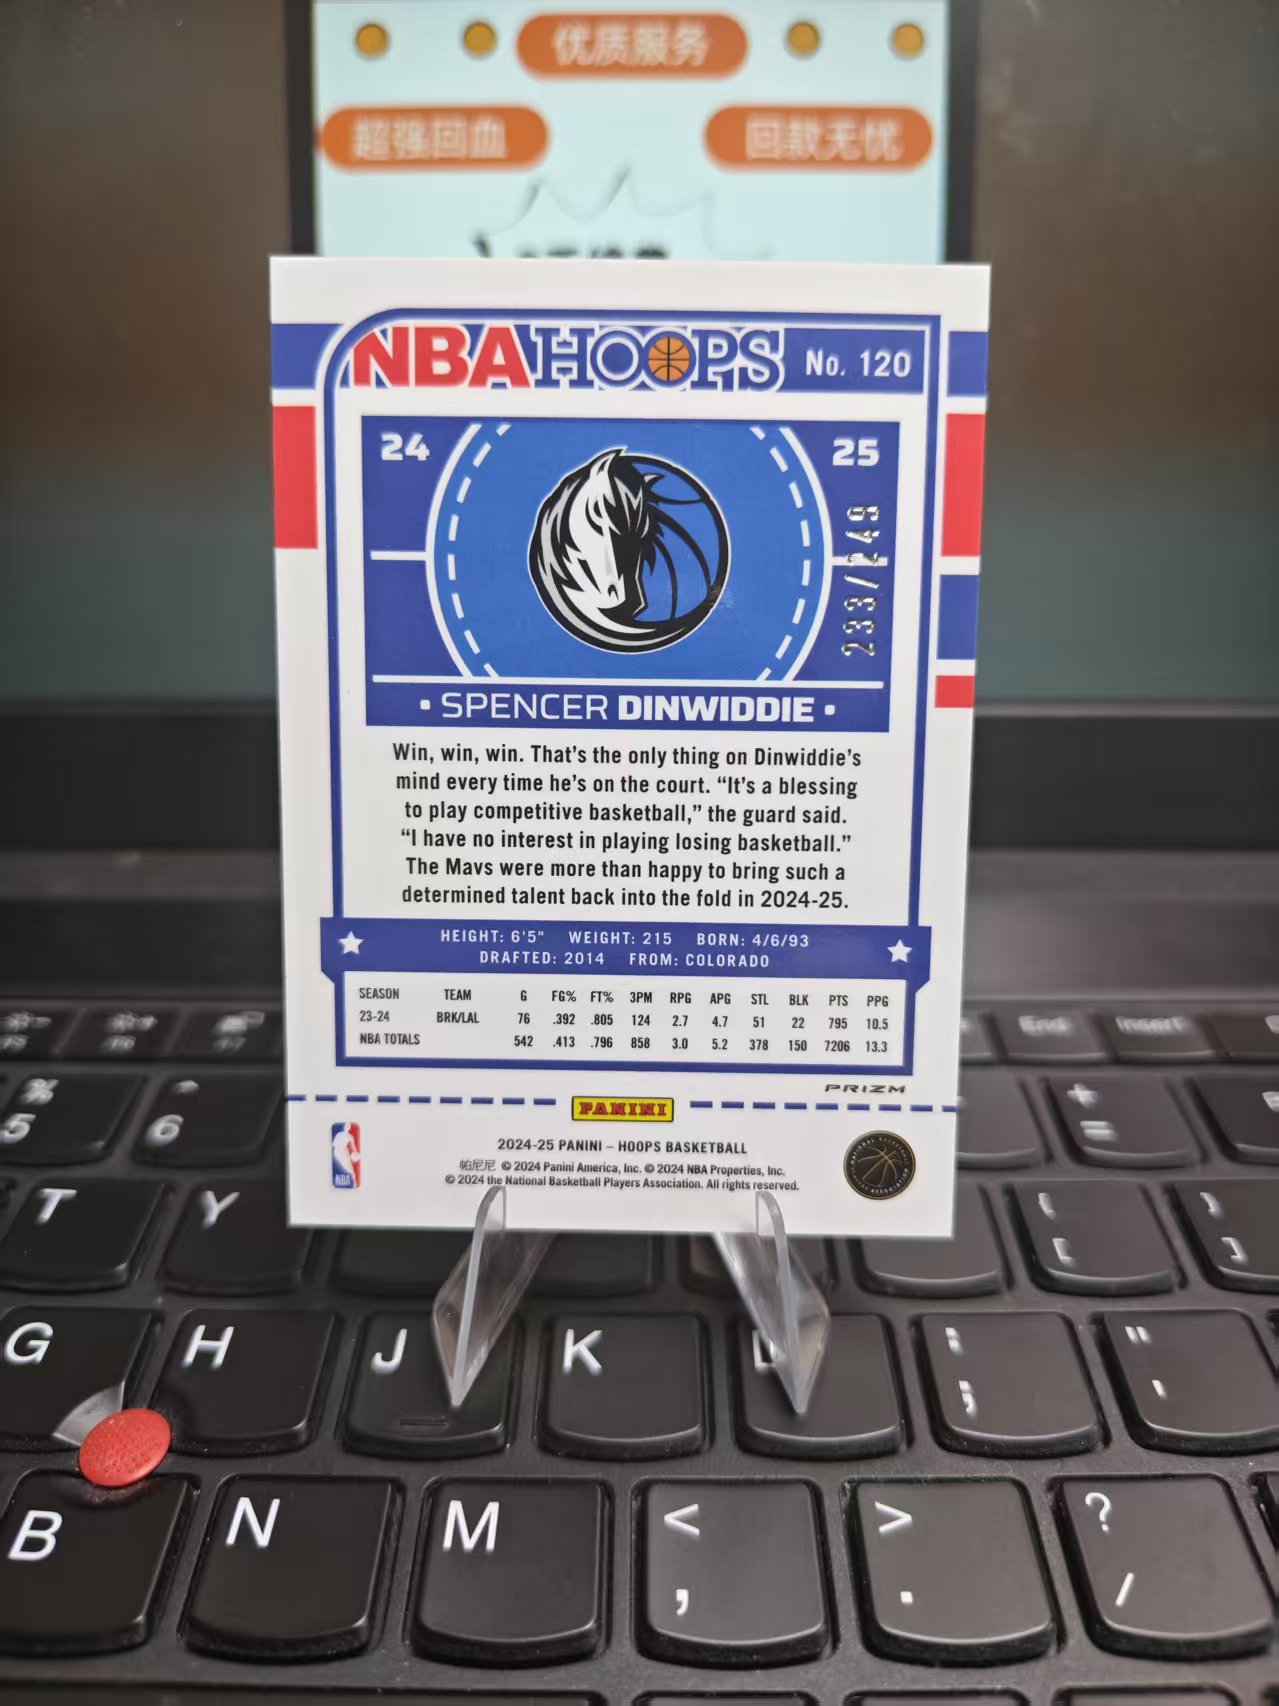 优质服务
超强回血
回款无忧
NBA HOOPS No. 120
24
25
233/249
• SPENCER DINWIDDIE •
Win, win, win. That's the only thing on Dinwiddie's
mind every time he's on the court. “It's a blessing
to play competitive basketball,” the guard said.
“I have no interest in playing losing basketball.”
The Mavs were more than happy to bring such a
determined talent back into the fold in 2024-25.
HEIGHT: 6'5" WEIGHT: 215 BORN: 4/6/93
DRAFTED: 2014 FROM: COLORADO
SEASON TEAM G FG% FT% 3PM RPG APG STL BLK PTS PPG
23-24 BRK/LAL 76 .392 .805 124 2.7 4.7 51 22 795 10.5
NBA TOTALS 542 .413 .796 858 3.0 5.2 378 150 7206 13.3
PRIZM
PANINI
2024-25 PANINI – HOOPS BASKETBALL
帕尼尼 © 2024 Panini America, Inc. © 2024 NBA Properties, Inc.
© 2024 the National Basketball Players Association. All rights reserved.
NBA
NATIONAL BASKETBALL
ASSOCIATION
End Insert
% 5 ^ 6 + =
T Y { [ } ]
G H J K L : ; " '
B N M < , > . ? /